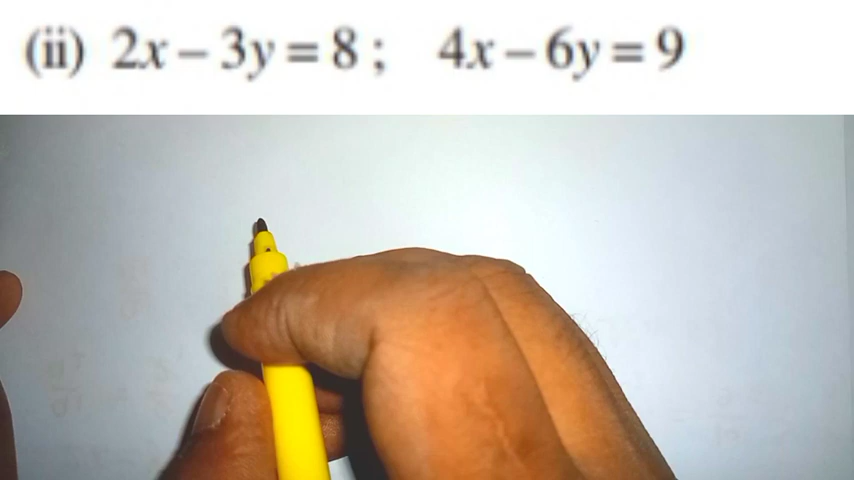 (ii) 2x – 3y = 8 ; 4x – 6y = 9